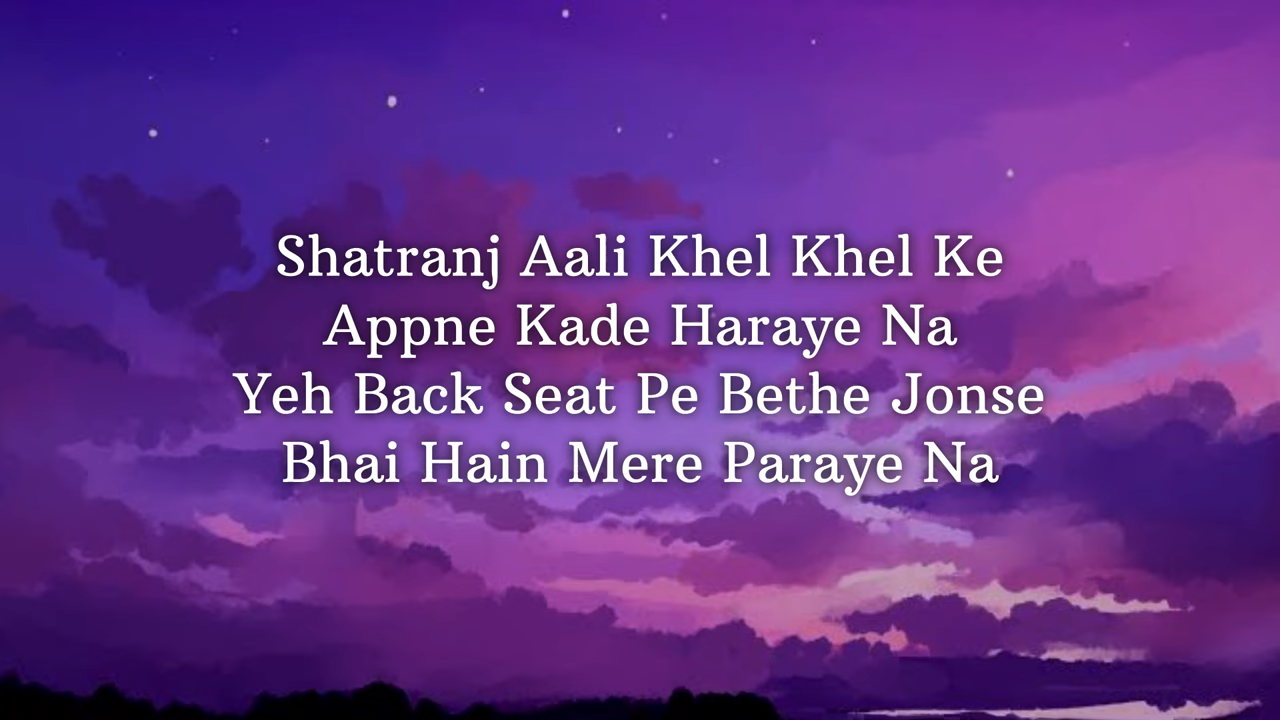 Shatranj Aali Khel Khel Ke
Appne Kade Haraye Na
Yeh Back Seat Pe Bethe Jonse
Bhai Hain Mere Paraye Na